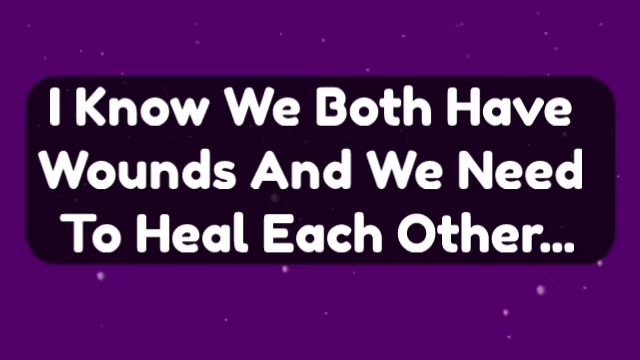 I Know We Both Have
Wounds And We Need
To Heal Each Other...